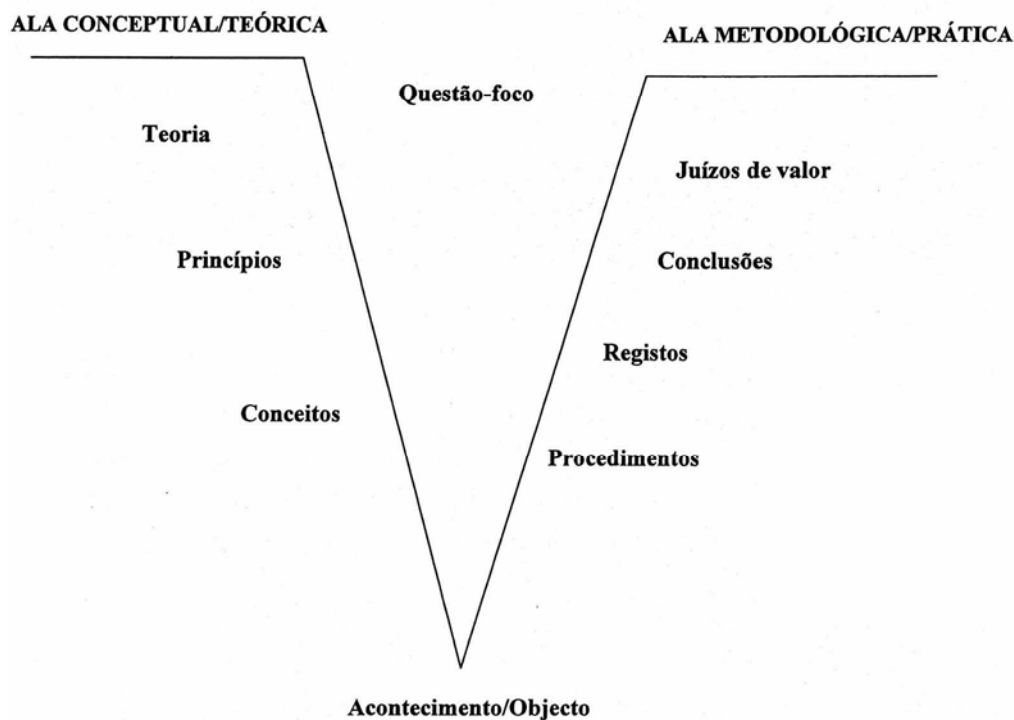 ALA CONCEPTUAL/TEÓRICA
ALA METODOLÓGICA/PRÁTICA
Questão-foco
Teoria
Juízos de valor
Princípios
Conclusões
Registos
Conceitos
Procedimentos
Acontecimento/Objecto